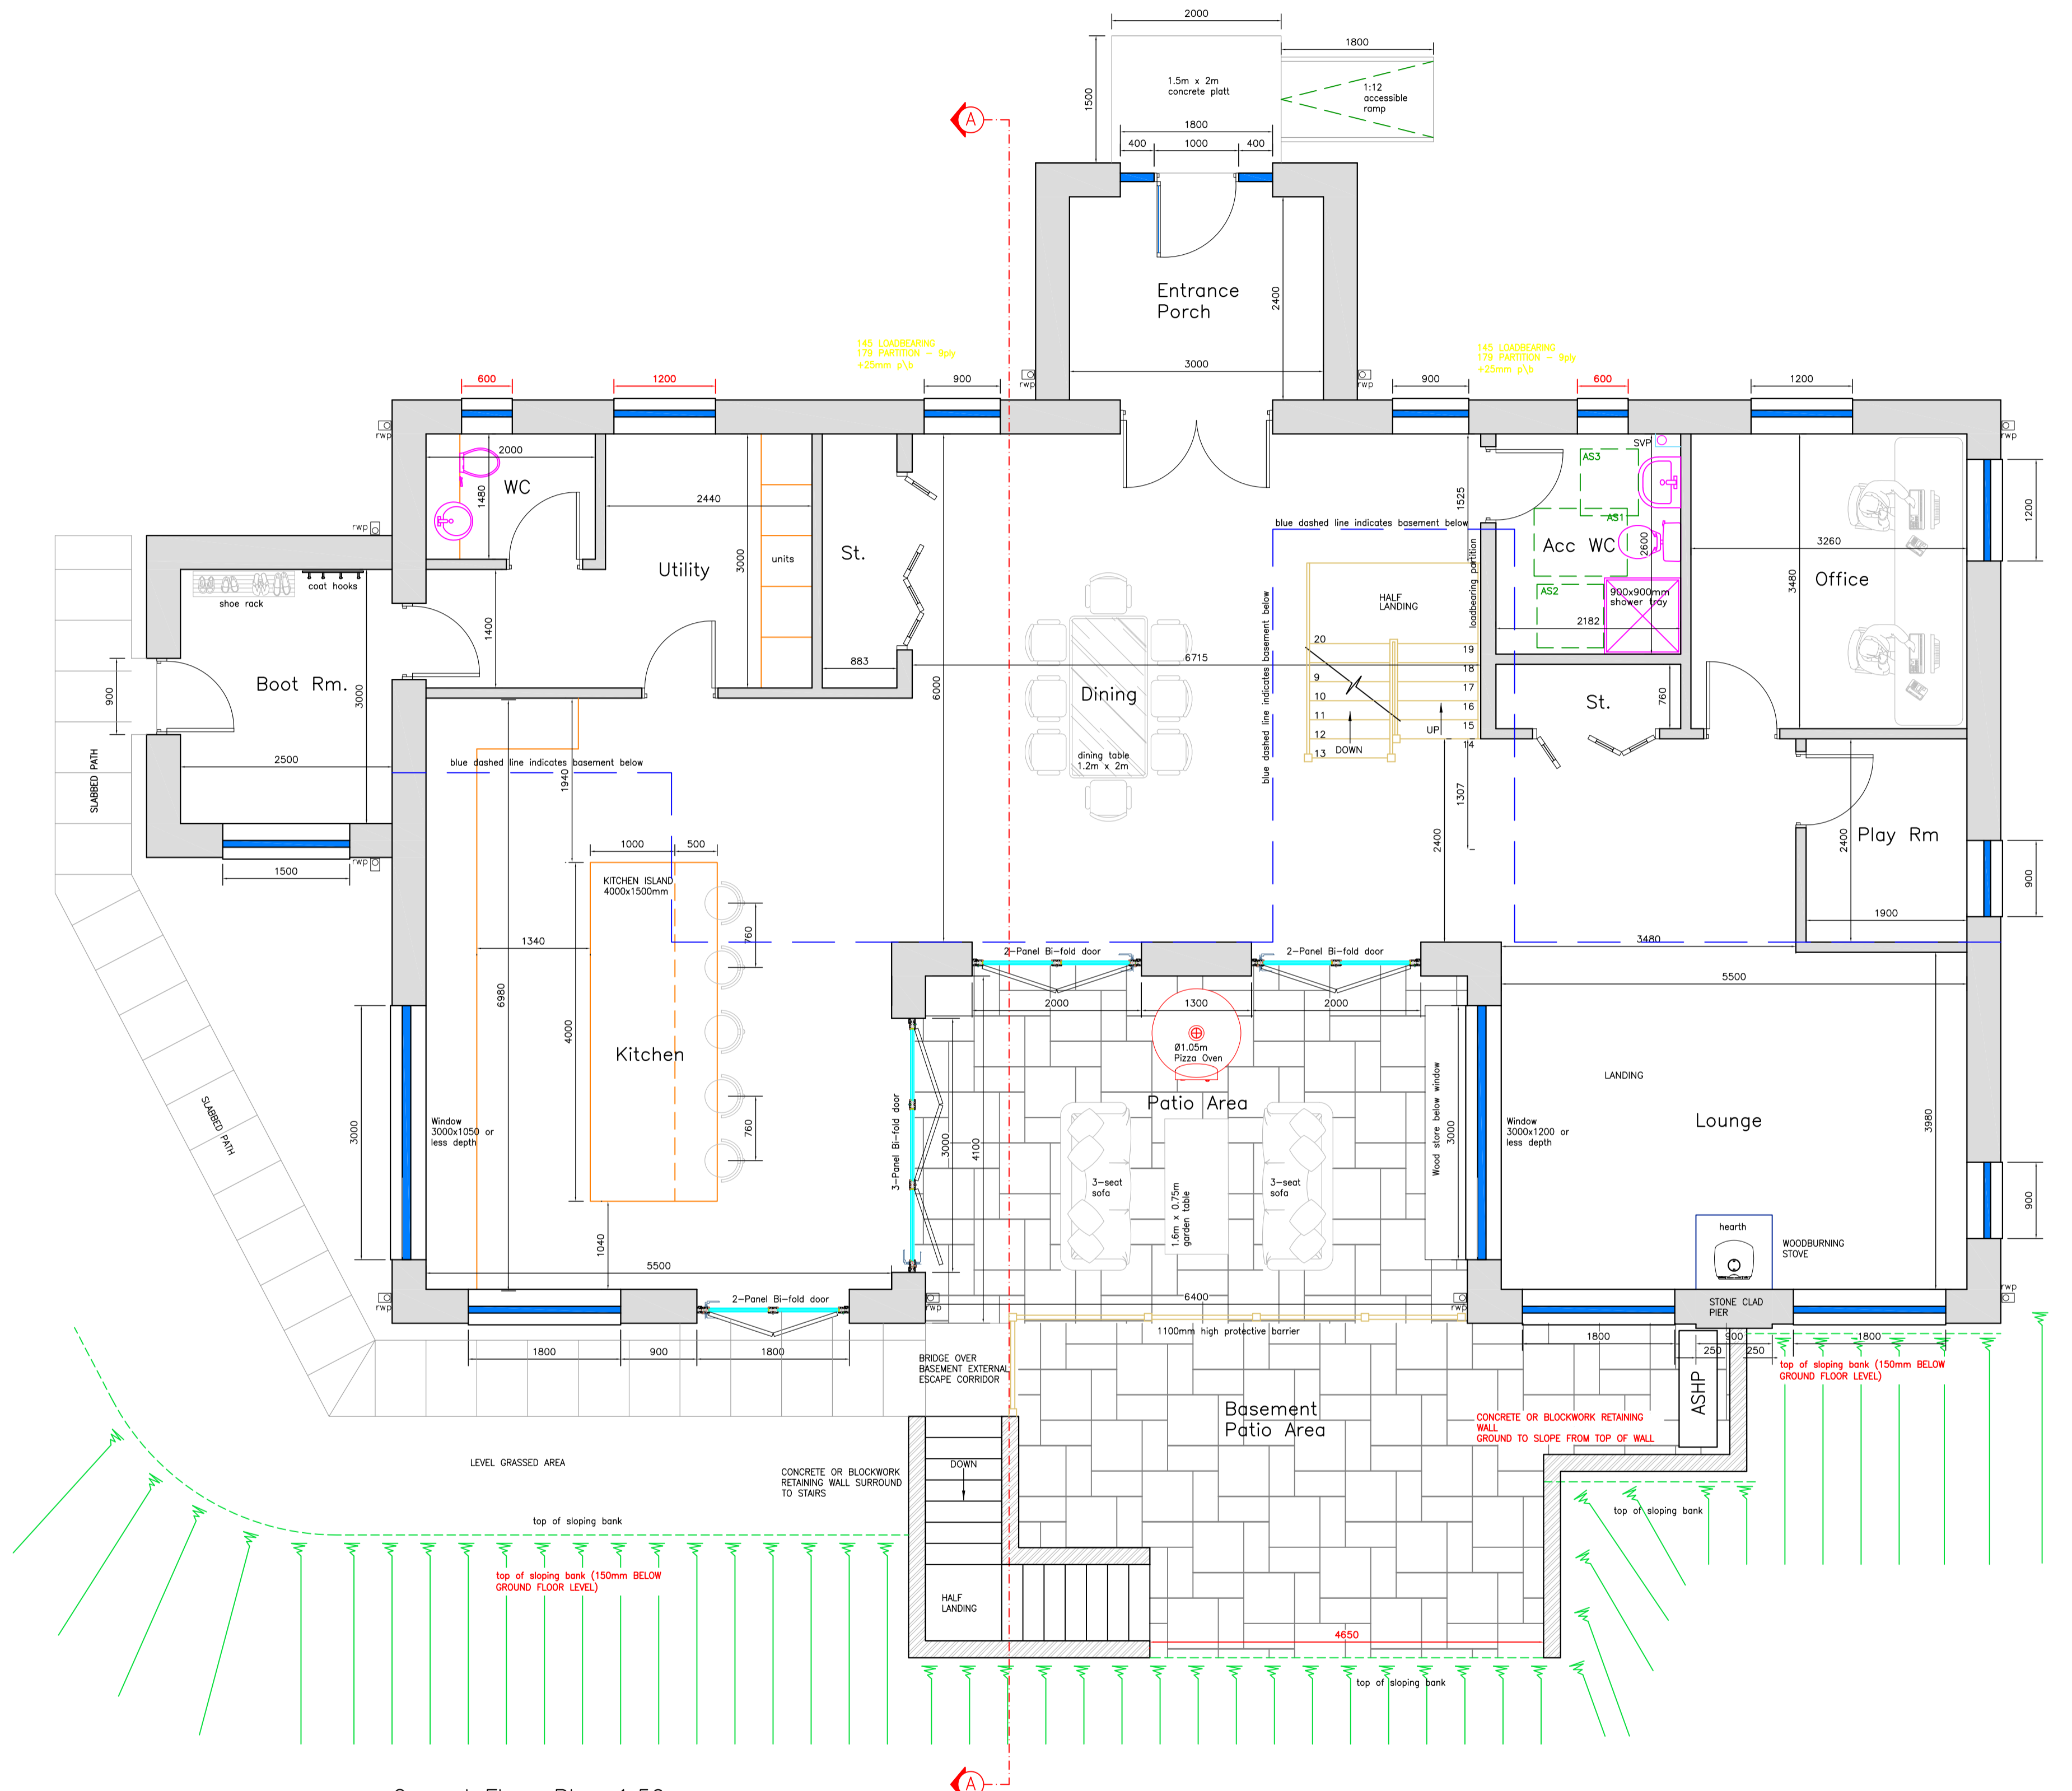 2000
1800
1500
1.5m x 2m
concrete platt
1:12
accessible
ramp
A
1800
400
1000
400
Entrance
Porch
2400
3000
145 LOADBEARING
179 PARTITION - 9ply
+25mm p\b
145 LOADBEARING
179 PARTITION - 9ply
+25mm p\b
600
1200
900
rwp
rwp
900
600
1200
rwp
rwp
2000
WC
1480
2440
3000
units
Utility
St.
883
1400
rwp
shoe rack
coat hooks
Boot Rm.
3000
2500
900
1500
rwp
SLABBED PATH
SLABBED PATH
6000
6715
Dining
dining table
1.2m x 2m
blue dashed line indicates basement below
blue dashed line indicates basement below
1525
loadbearing partition
HALF
LANDING
20
19
18
9
17
10
16
11
15
12
14
13
DOWN
UP
SVP
AS3
AS1
Acc WC
2600
AS2
900x900mm
shower tray
2182
St.
760
3260
3480
Office
1200
1307
2400
Play Rm
2400
1900
900
3480
blue dashed line indicates basement below
1940
1000
500
KITCHEN ISLAND
4000x1500mm
760
1340
6980
4000
Kitchen
760
3000
Window
3000x1050 or
less depth
1040
5500
2-Panel Bi-fold door
rwp
rwp
1800
900
1800
2-Panel Bi-fold door
2-Panel Bi-fold door
2000
1300
2000
Ø1.05m
Pizza Oven
Patio Area
3-Panel Bi-fold door
3000
4100
3-seat
sofa
1.6m x 0.75m
garden table
3-seat
sofa
Wood store below window
3000
Window
3000x1200 or
less depth
5500
LANDING
Lounge
3980
900
hearth
WOODBURNING
STOVE
STONE CLAD
PIER
rwp
rwp
6400
1100mm high protective barrier
1800
900
1800
250
250
ASHP
top of sloping bank (150mm BELOW
GROUND FLOOR LEVEL)
BRIDGE OVER
BASEMENT EXTERNAL
ESCAPE CORRIDOR
Basement
Patio Area
CONCRETE OR BLOCKWORK RETAINING
WALL
GROUND TO SLOPE FROM TOP OF WALL
DOWN
LEVEL GRASSED AREA
CONCRETE OR BLOCKWORK
RETAINING WALL SURROUND
TO STAIRS
top of sloping bank
top of sloping bank
top of sloping bank (150mm BELOW
GROUND FLOOR LEVEL)
HALF
LANDING
4650
top of sloping bank
A